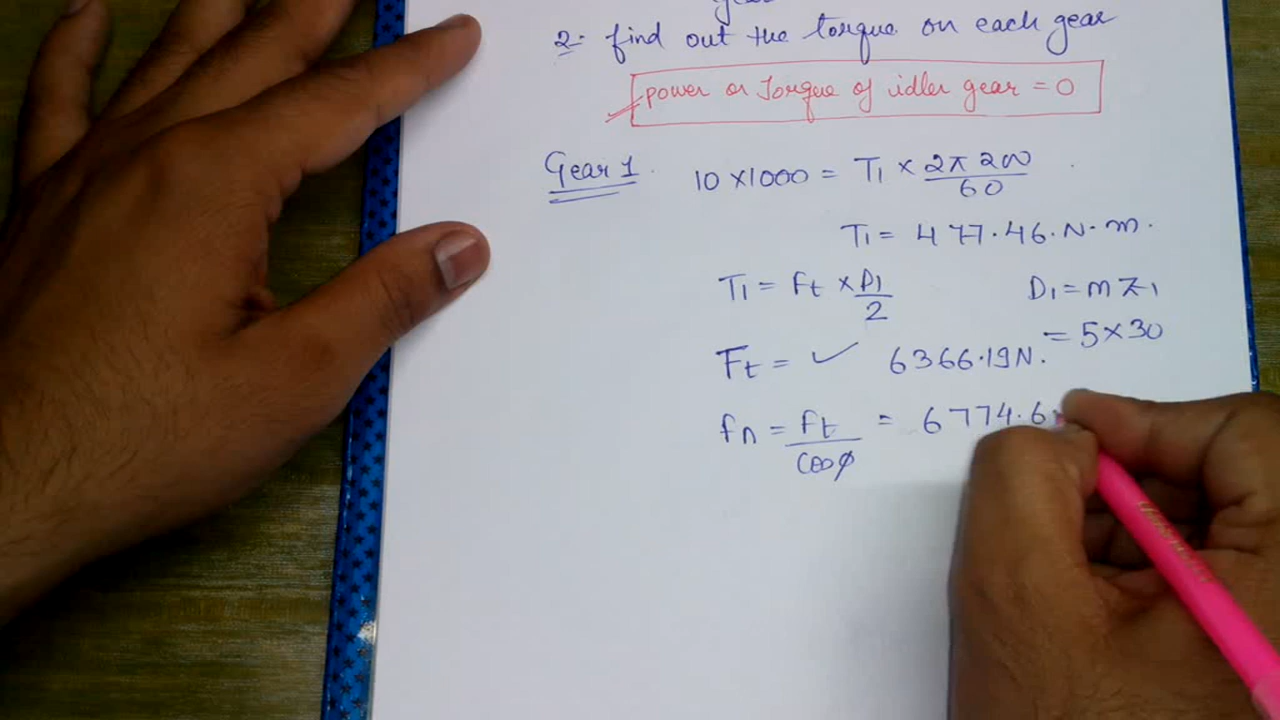 gear
2:- find out the torque on each gear
power or Torque of idler gear = 0
Gear 1 10 x 1000 = T1 x 2π 200 / 60
T1 = 477.46 N.m.
T1 = Ft x D1 / 2 D1 = m z1
= 5 x 30
Ft = ✓ 6366.19 N.
fn = ft / cosφ = 6774.6